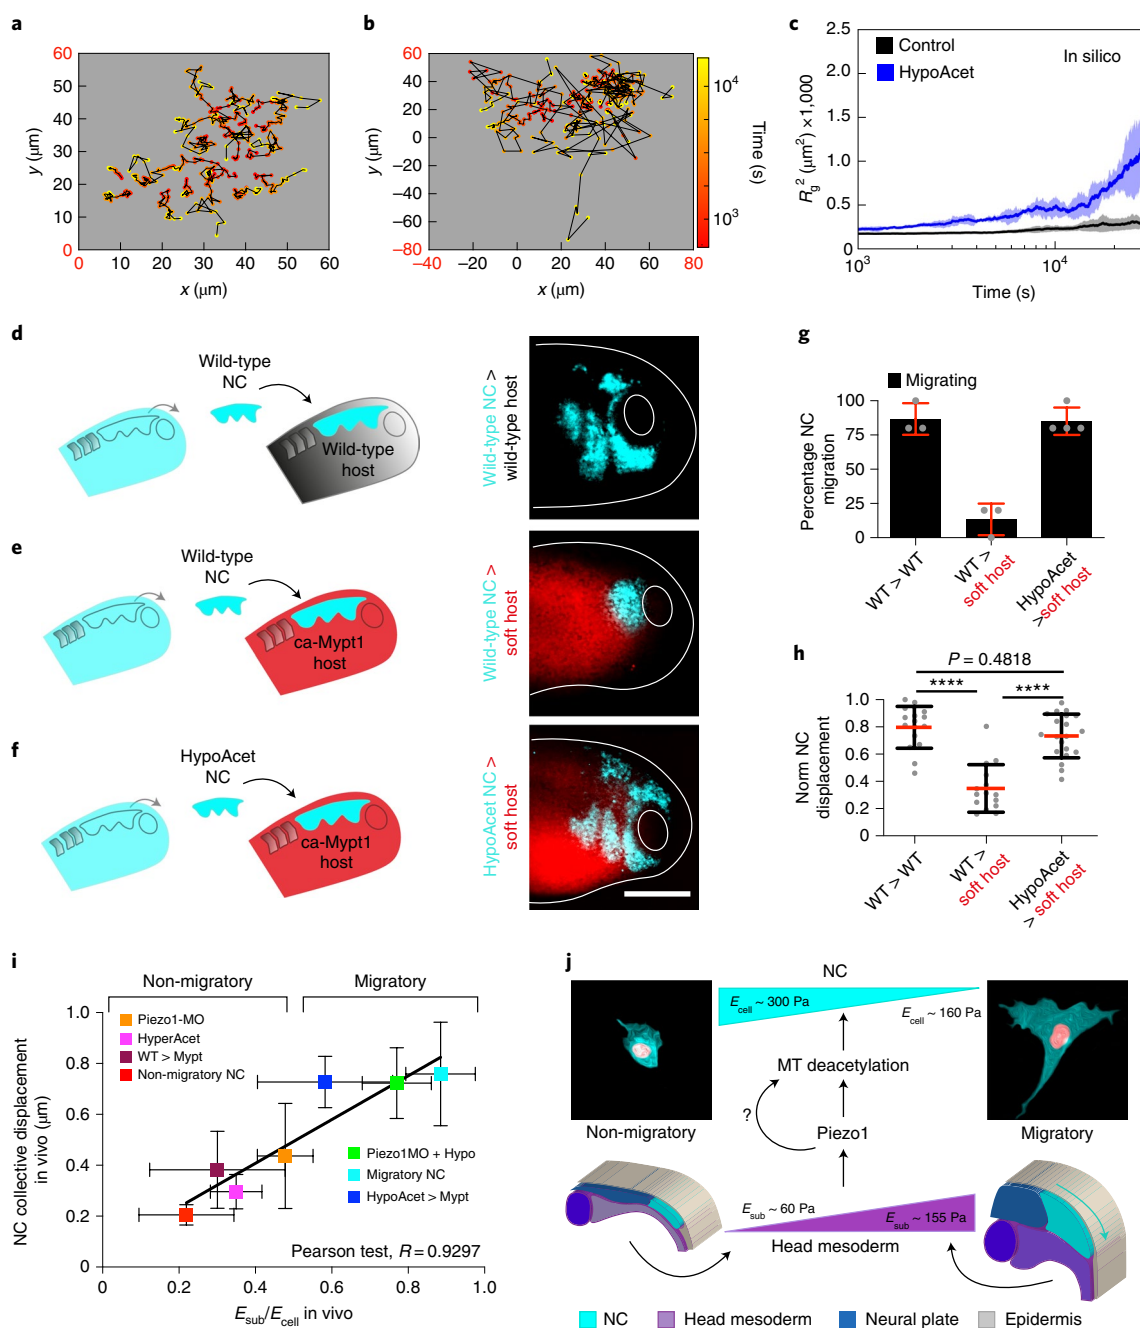 a
60
50
40
30
20
10
0
y (µm)
0
10
20
30
40
50
60
x (µm)
b
60
40
20
0
−20
−40
−60
−80
y (µm)
−40
−20
0
20
40
60
80
x (µm)
10⁴
10³
Time (s)
c
Control
HypoAcet
In silico
2.5
2.0
1.5
1.0
0.5
0
Rg² (µm²) ×1,000
10³
10⁴
Time (s)
d
Wild-type
NC
Wild-type
host
Wild-type NC >
wild-type host
e
Wild-type
NC
ca-Mypt1
host
Wild-type NC >
soft host
f
HypoAcet
NC
ca-Mypt1
host
HypoAcet NC >
soft host
g
Migrating
100
75
50
25
0
Percentage NC
migration
WT > WT
WT >
soft host
HypoAcet
> soft host
h
P = 0.4818
****
****
1.0
0.8
0.6
0.4
0.2
0
Norm NC
displacement
WT > WT
WT >
soft host
HypoAcet
> soft host
i
Non-migratory
Migratory
1.0
0.8
0.6
0.4
0.2
0
NC collective displacement
in vivo (µm)
Piezo1-MO
HyperAcet
WT > Mypt
Non-migratory NC
Piezo1MO + Hypo
Migratory NC
HypoAcet > Mypt
Pearson test, R = 0.9297
0.2
0.4
0.6
0.8
1.0
Esub/Ecell in vivo
j
NC
Ecell ~ 300 Pa
Ecell ~ 160 Pa
MT deacetylation
?
Piezo1
Non-migratory
Migratory
Esub ~ 60 Pa
Esub ~ 155 Pa
Head mesoderm
NC
Head mesoderm
Neural plate
Epidermis